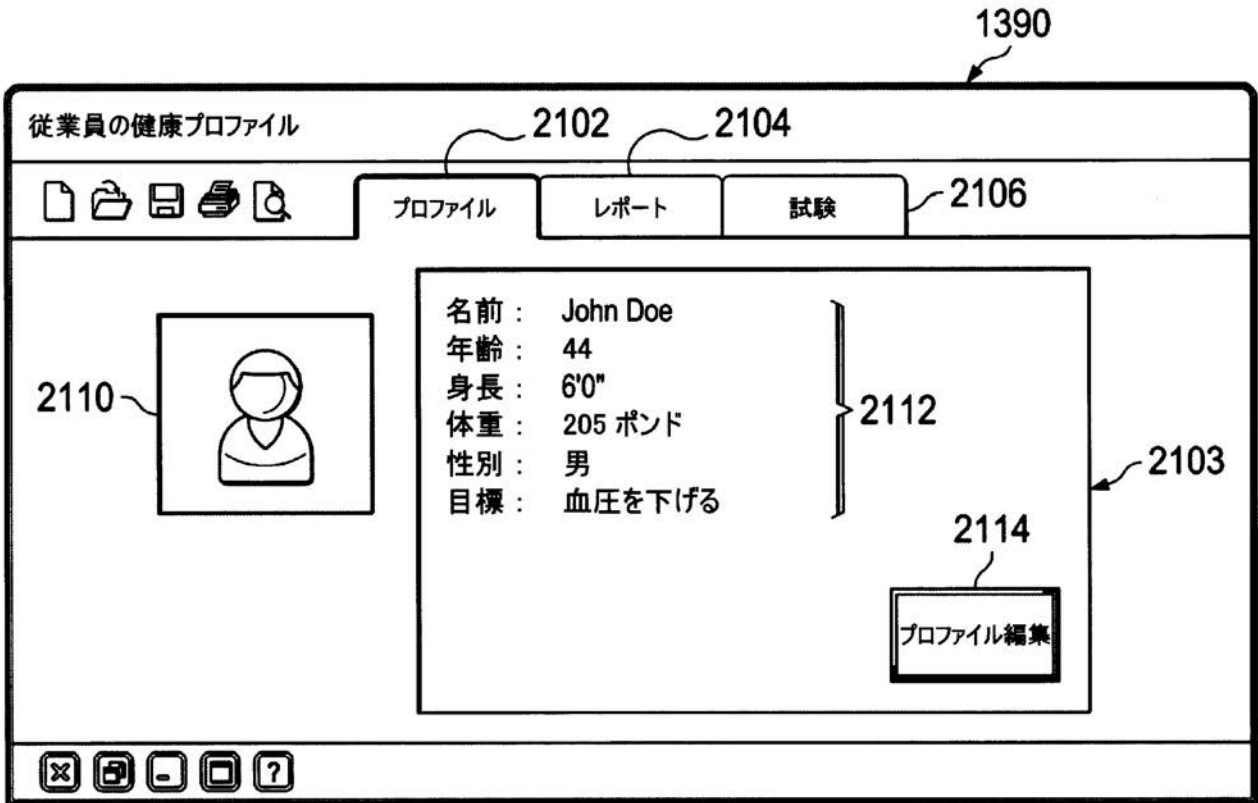 1390
従業員の健康プロファイル
2102
2104
プロファイル
レポート
試験
2106
名前： John Doe
年齢： 44
身長： 6'0"
体重： 205 ポンド
性別： 男
目標： 血圧を下げる
2110
2112
2103
2114
プロファイル編集
?